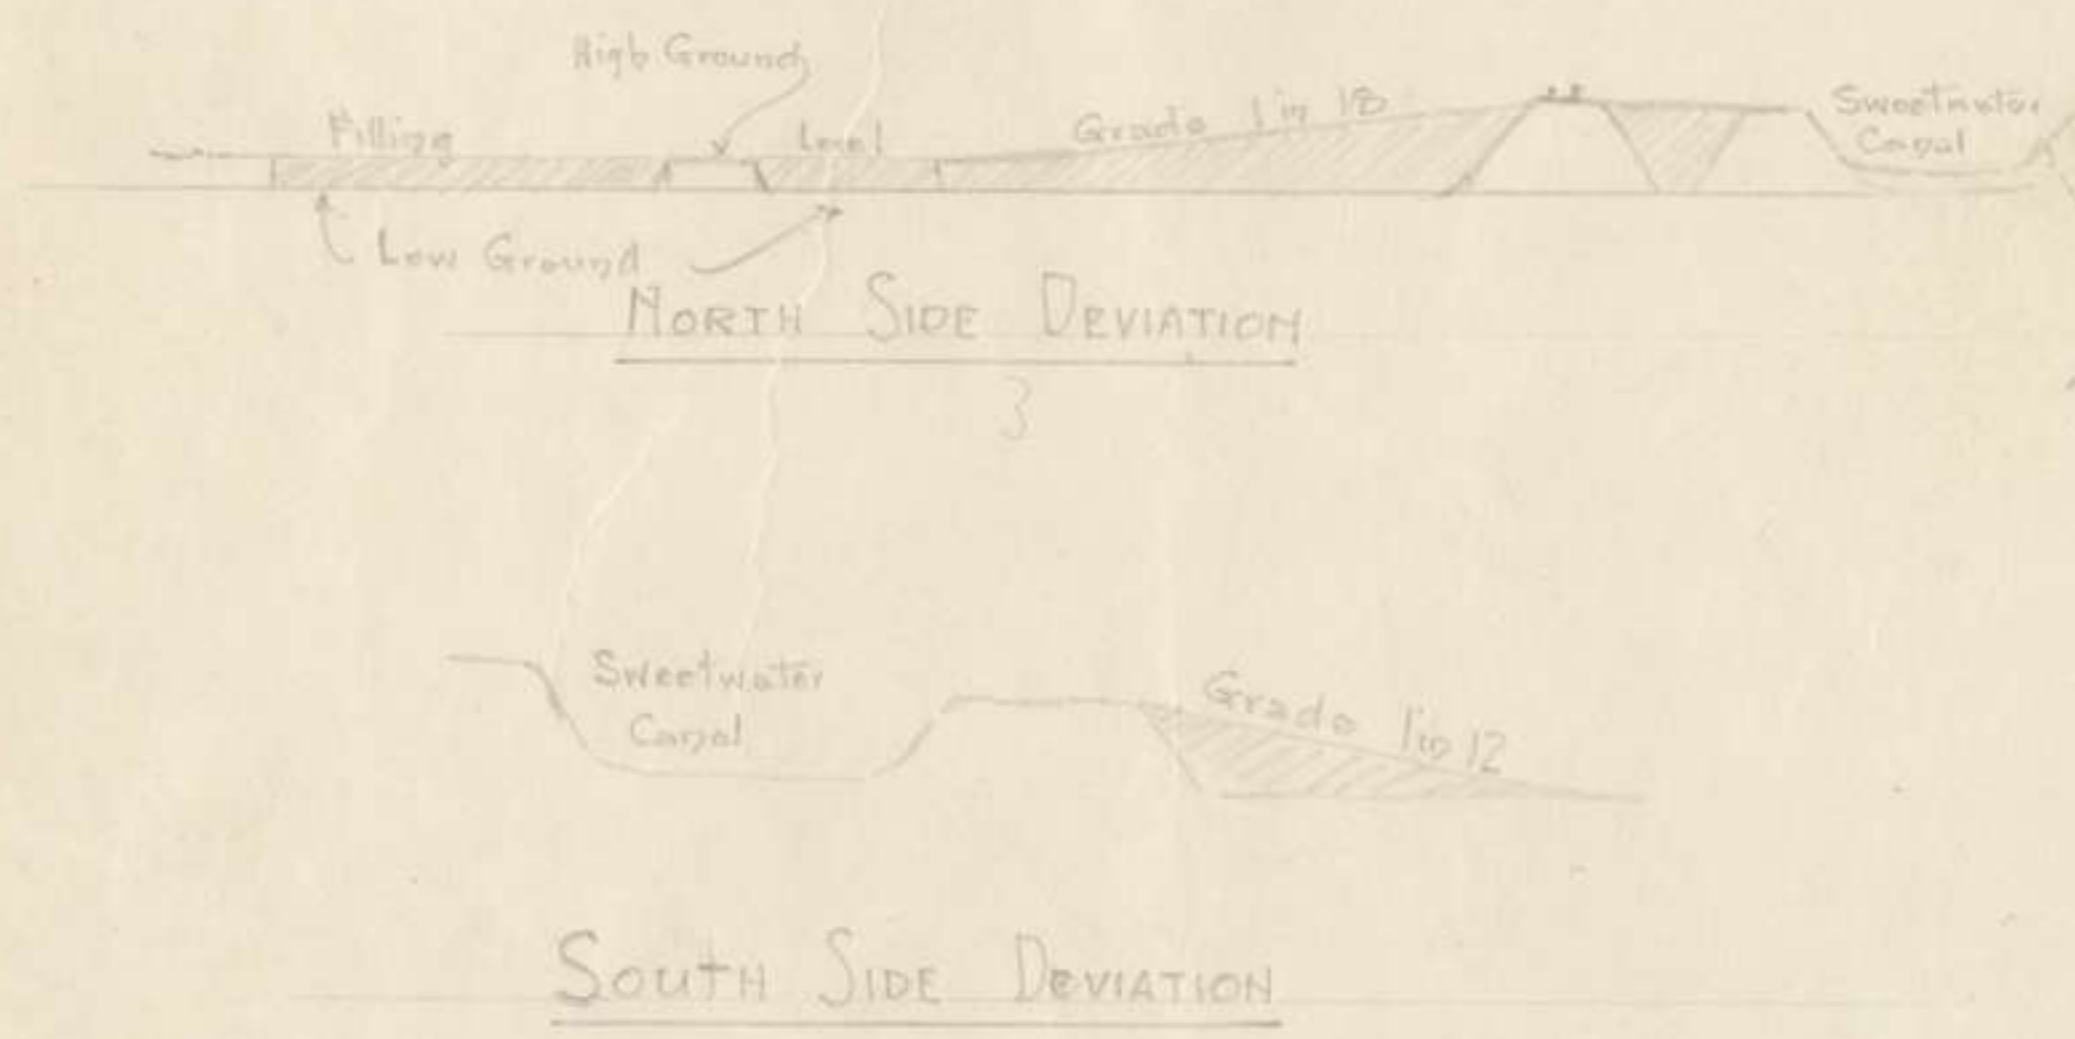 High Ground
Filling
Level
Grade 1 in 18
Sweetwater
Canal
Low Ground
NORTH SIDE DEVIATION
3
Sweetwater
Canal
Grade 1 in 12
SOUTH SIDE DEVIATION